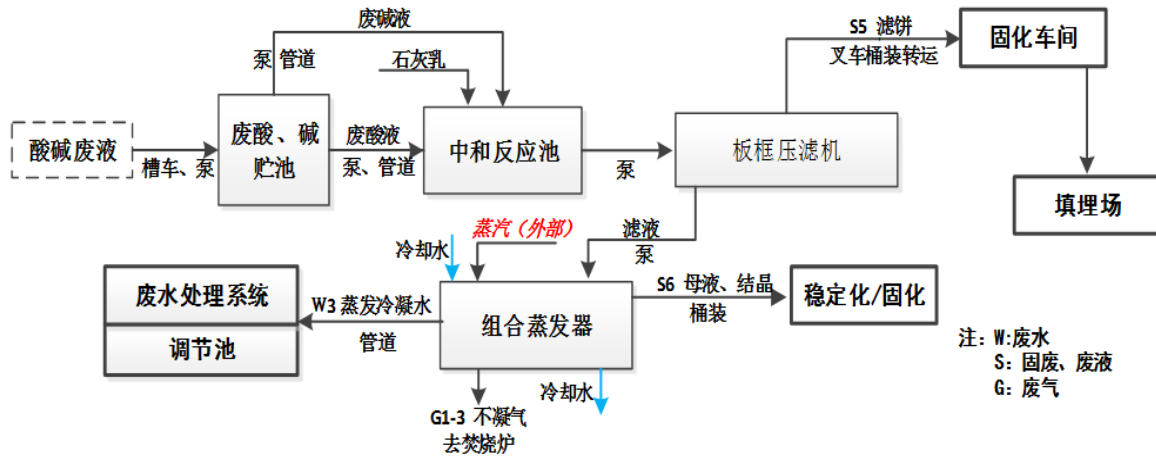 废碱液
泵 管道
石灰乳
S5 滤饼
叉车桶装转运
固化车间
酸碱废液
槽车、泵
废酸、碱
贮池
废酸液
泵、管道
中和反应池
泵
板框压滤机
填埋场
蒸汽（外部）
冷却水
滤液
泵
废水处理系统
调节池
W3 蒸发冷凝水
管道
组合蒸发器
S6 母液、结晶
桶装
稳定化/固化
冷却水
G1-3 不凝气
去焚烧炉
注：W:废水
S：固废、废液
G：废气